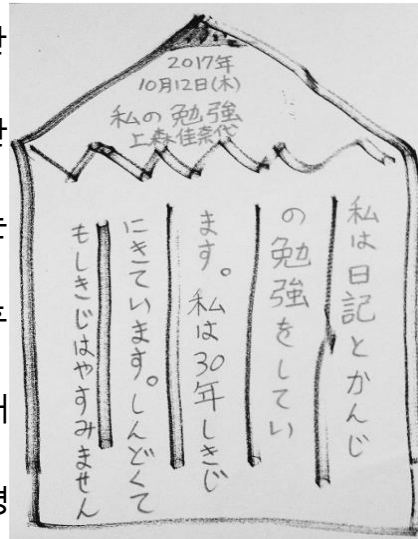 2017年
10月12日(木)
私の勉強
上森佳奈代
私は日記とかんじ
の勉強をしてい
ます。私は30年しきじ
にきています。しんどくて
もしきじはやすみません